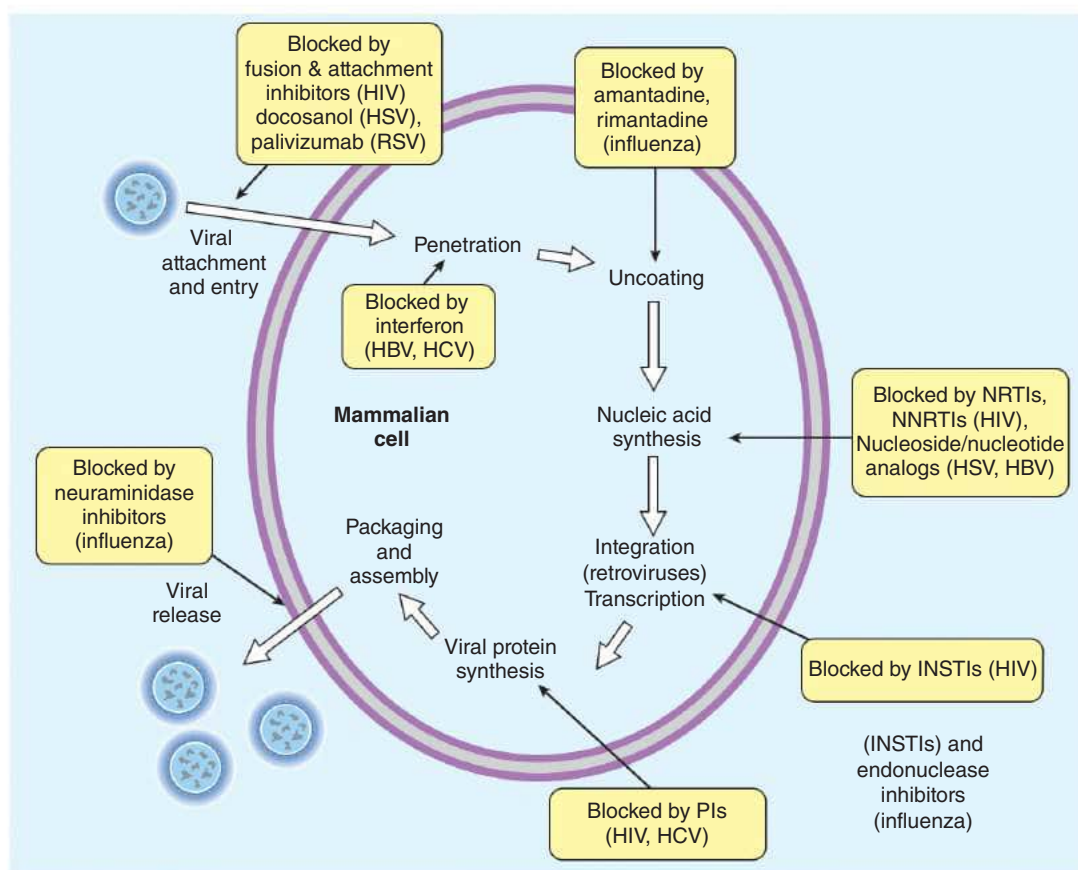 Blocked by
fusion & attachment
inhibitors (HIV)
docosanol (HSV),
palivizumab (RSV)
Blocked by
amantadine,
rimantadine
(influenza)
Viral
attachment
and entry
Penetration
Uncoating
Blocked by
interferon
(HBV, HCV)
Mammalian
cell
Nucleic acid
synthesis
Blocked by NRTIs,
NNRTIs (HIV),
Nucleoside/nucleotide
analogs (HSV, HBV)
Blocked by
neuraminidase
inhibitors
(influenza)
Packaging
and
assembly
Integration
(retroviruses)
Transcription
Viral
release
Viral protein
synthesis
Blocked by INSTIs (HIV)
(INSTIs) and
endonuclease
inhibitors
(influenza)
Blocked by PIs
(HIV, HCV)